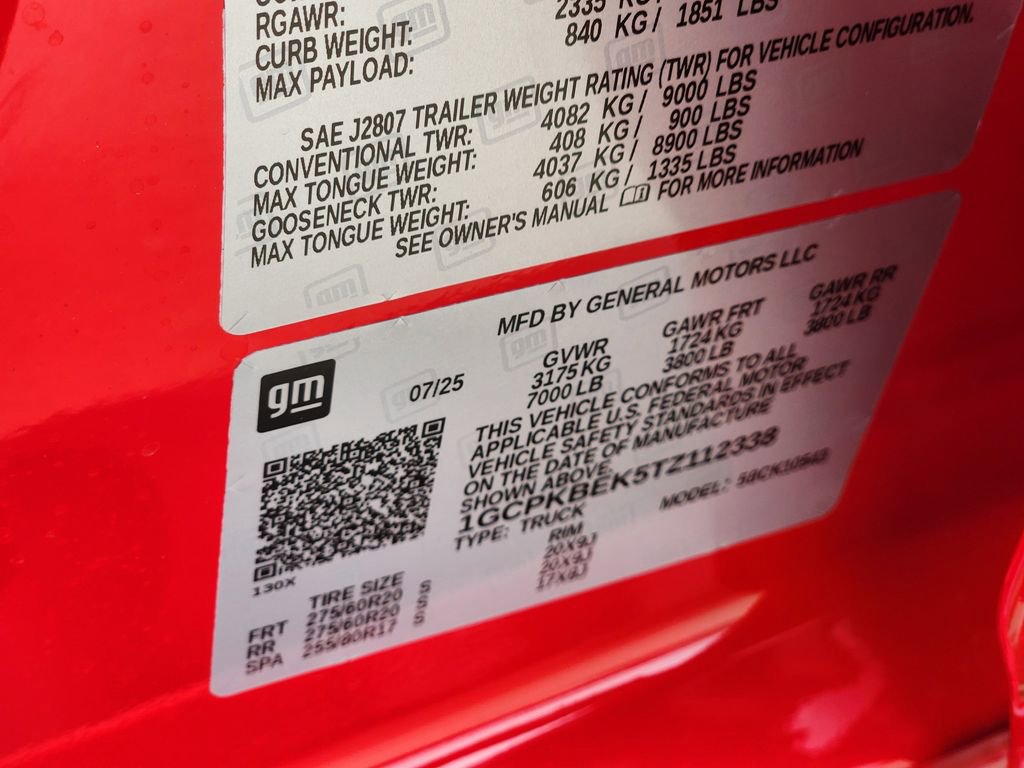 RGAWR:
CURB WEIGHT: 2335
MAX PAYLOAD: 840 KG / 1851 LBS
SAE J2807 TRAILER WEIGHT RATING (TWR) FOR VEHICLE CONFIGURATION.
CONVENTIONAL TWR: 4082 KG / 9000 LBS
MAX TONGUE WEIGHT: 408 KG / 900 LBS
GOOSENECK TWR: 4037 KG / 8900 LBS
MAX TONGUE WEIGHT: 606 KG / 1335 LBS
SEE OWNER'S MANUAL FOR MORE INFORMATION
MFD BY GENERAL MOTORS LLC
gm
07/25
GVWR GAWR FRT GAWR RR
3175 KG 1724 KG 1724 KG
7000 LB 3800 LB 3800 LB
THIS VEHICLE CONFORMS TO ALL
APPLICABLE U.S. FEDERAL MOTOR
VEHICLE SAFETY STANDARDS IN EFFECT
ON THE DATE OF MANUFACTURE
SHOWN ABOVE.
1GCPKBEK5TZ112338
TYPE: TRUCK MODEL:
130X
TIRE SIZE RIM
FRT 275/60R20 S 20X9J
RR 275/60R20 S 20X9J
SPA 255/80R17 S